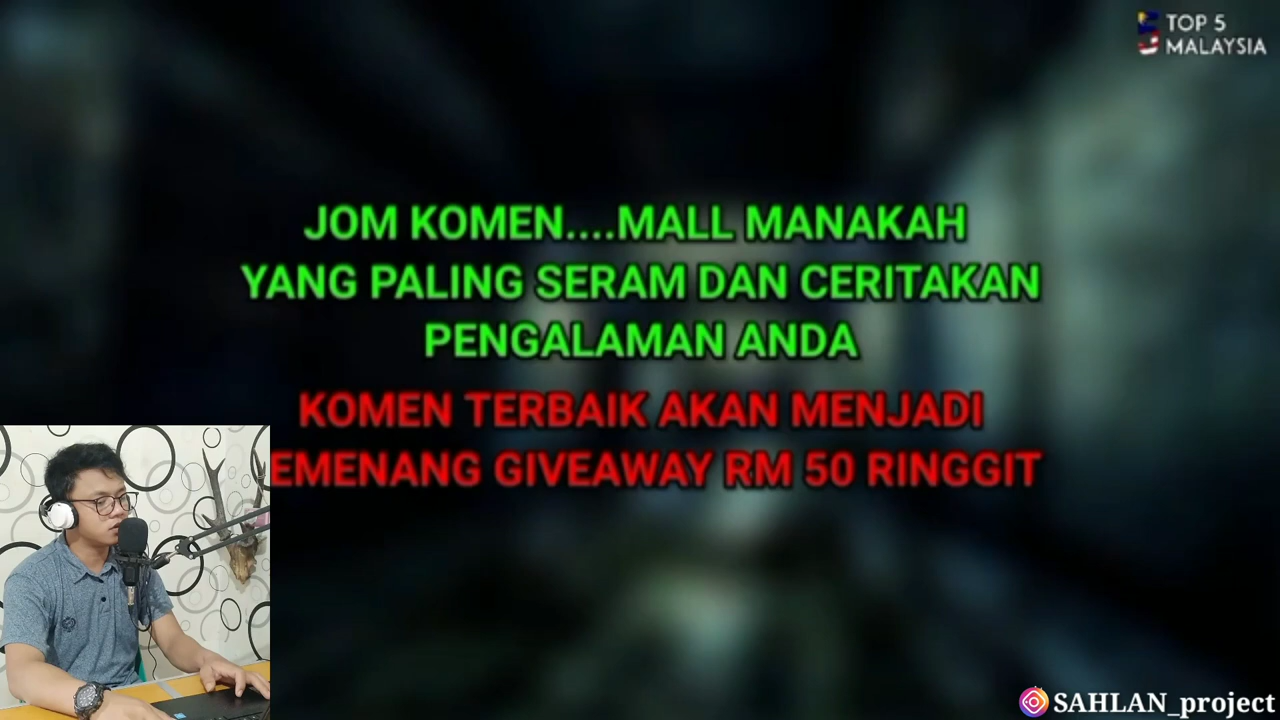 TOP 5
MALAYSIA
JOM KOMEN....MALL MANAKAH
YANG PALING SERAM DAN CERITAKAN
PENGALAMAN ANDA
KOMEN TERBAIK AKAN MENJADI
EMENANG GIVEAWAY RM 50 RINGGIT
SAHLAN_project